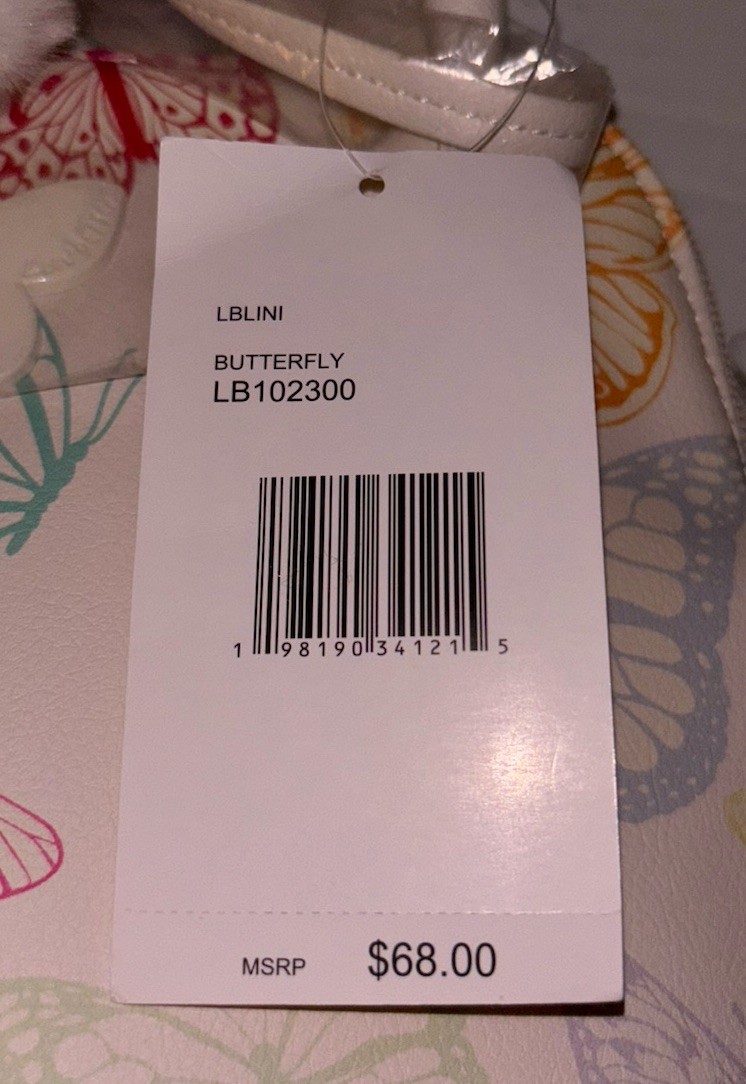 LBLINI
BUTTERFLY
LB102300
1 98190 34121 5
MSRP $68.00